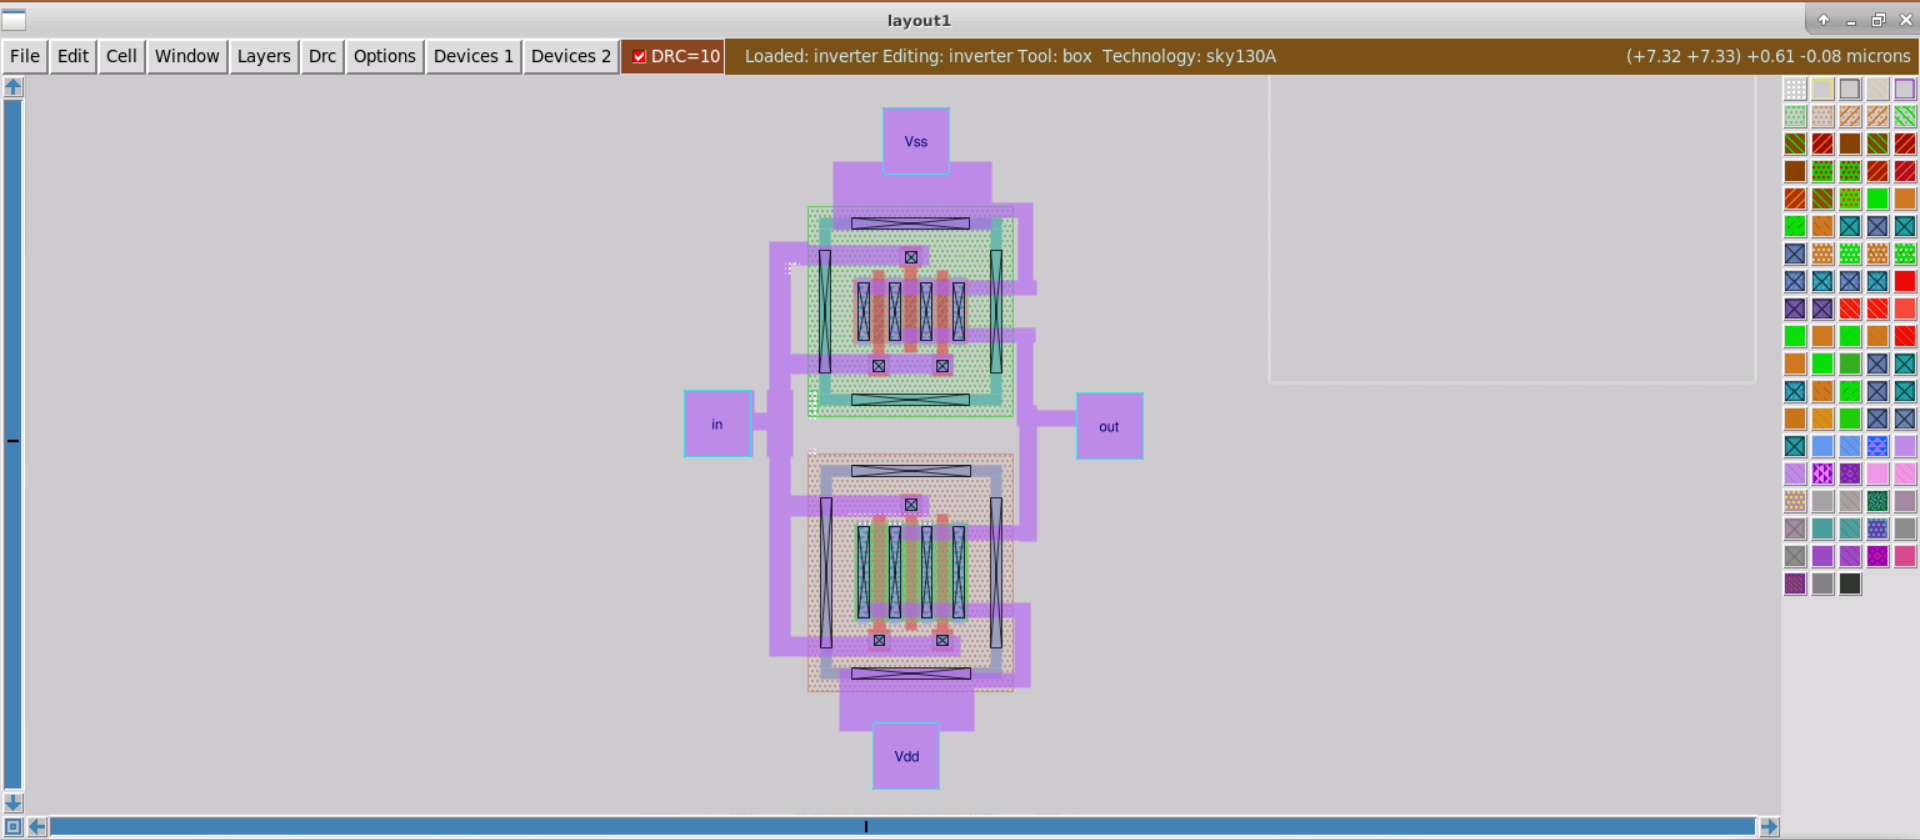 layout1
File Edit Cell Window Layers Drc Options Devices 1 Devices 2 DRC=10 Loaded: inverter Editing: inverter Tool: box Technology: sky130A (+7.32 +7.33) +0.61 -0.08 microns
Vss
in
out
Vdd